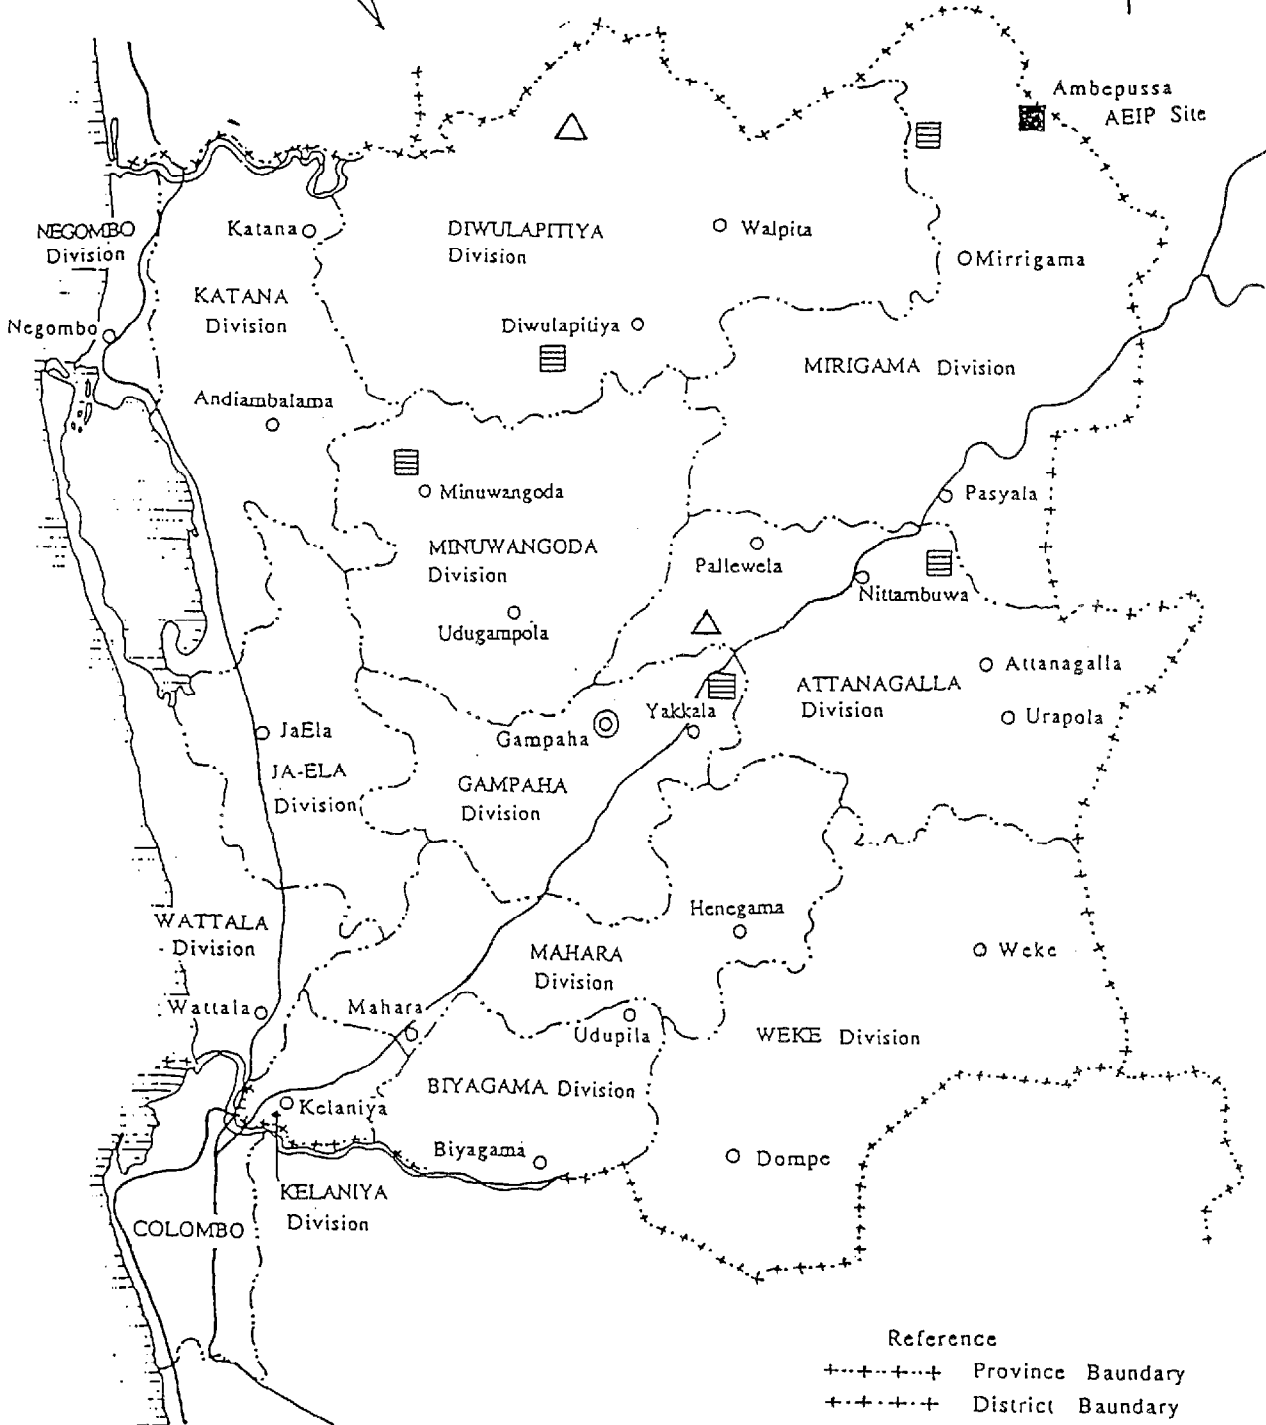 Ambepussa
AEIP Site
NEGOMBO
Division
Katana
DIWULAPITIYA
Division
Walpita
Mirrigama
KATANA
Division
Negombo
Diwulapitiya
MIRIGAMA Division
Andiambalama
Minuwangoda
Pasyala
MINUWANGODA
Division
Pallewela
Nittambuwa
Udugampola
Attanagalla
ATTANAGALLA
Division
Urapola
Yakkala
Gampaha
JaEla
JA-ELA
Division
GAMPAHA
Division
Henegama
WATTALA
Division
MAHARA
Division
Weke
Wattala
Mahara
Udupila
WEKE Division
BIYAGAMA Division
Kelaniya
Biyagama
Dompe
KELANIYA
Division
COLOMBO
Reference
Province Baundary
District Baundary